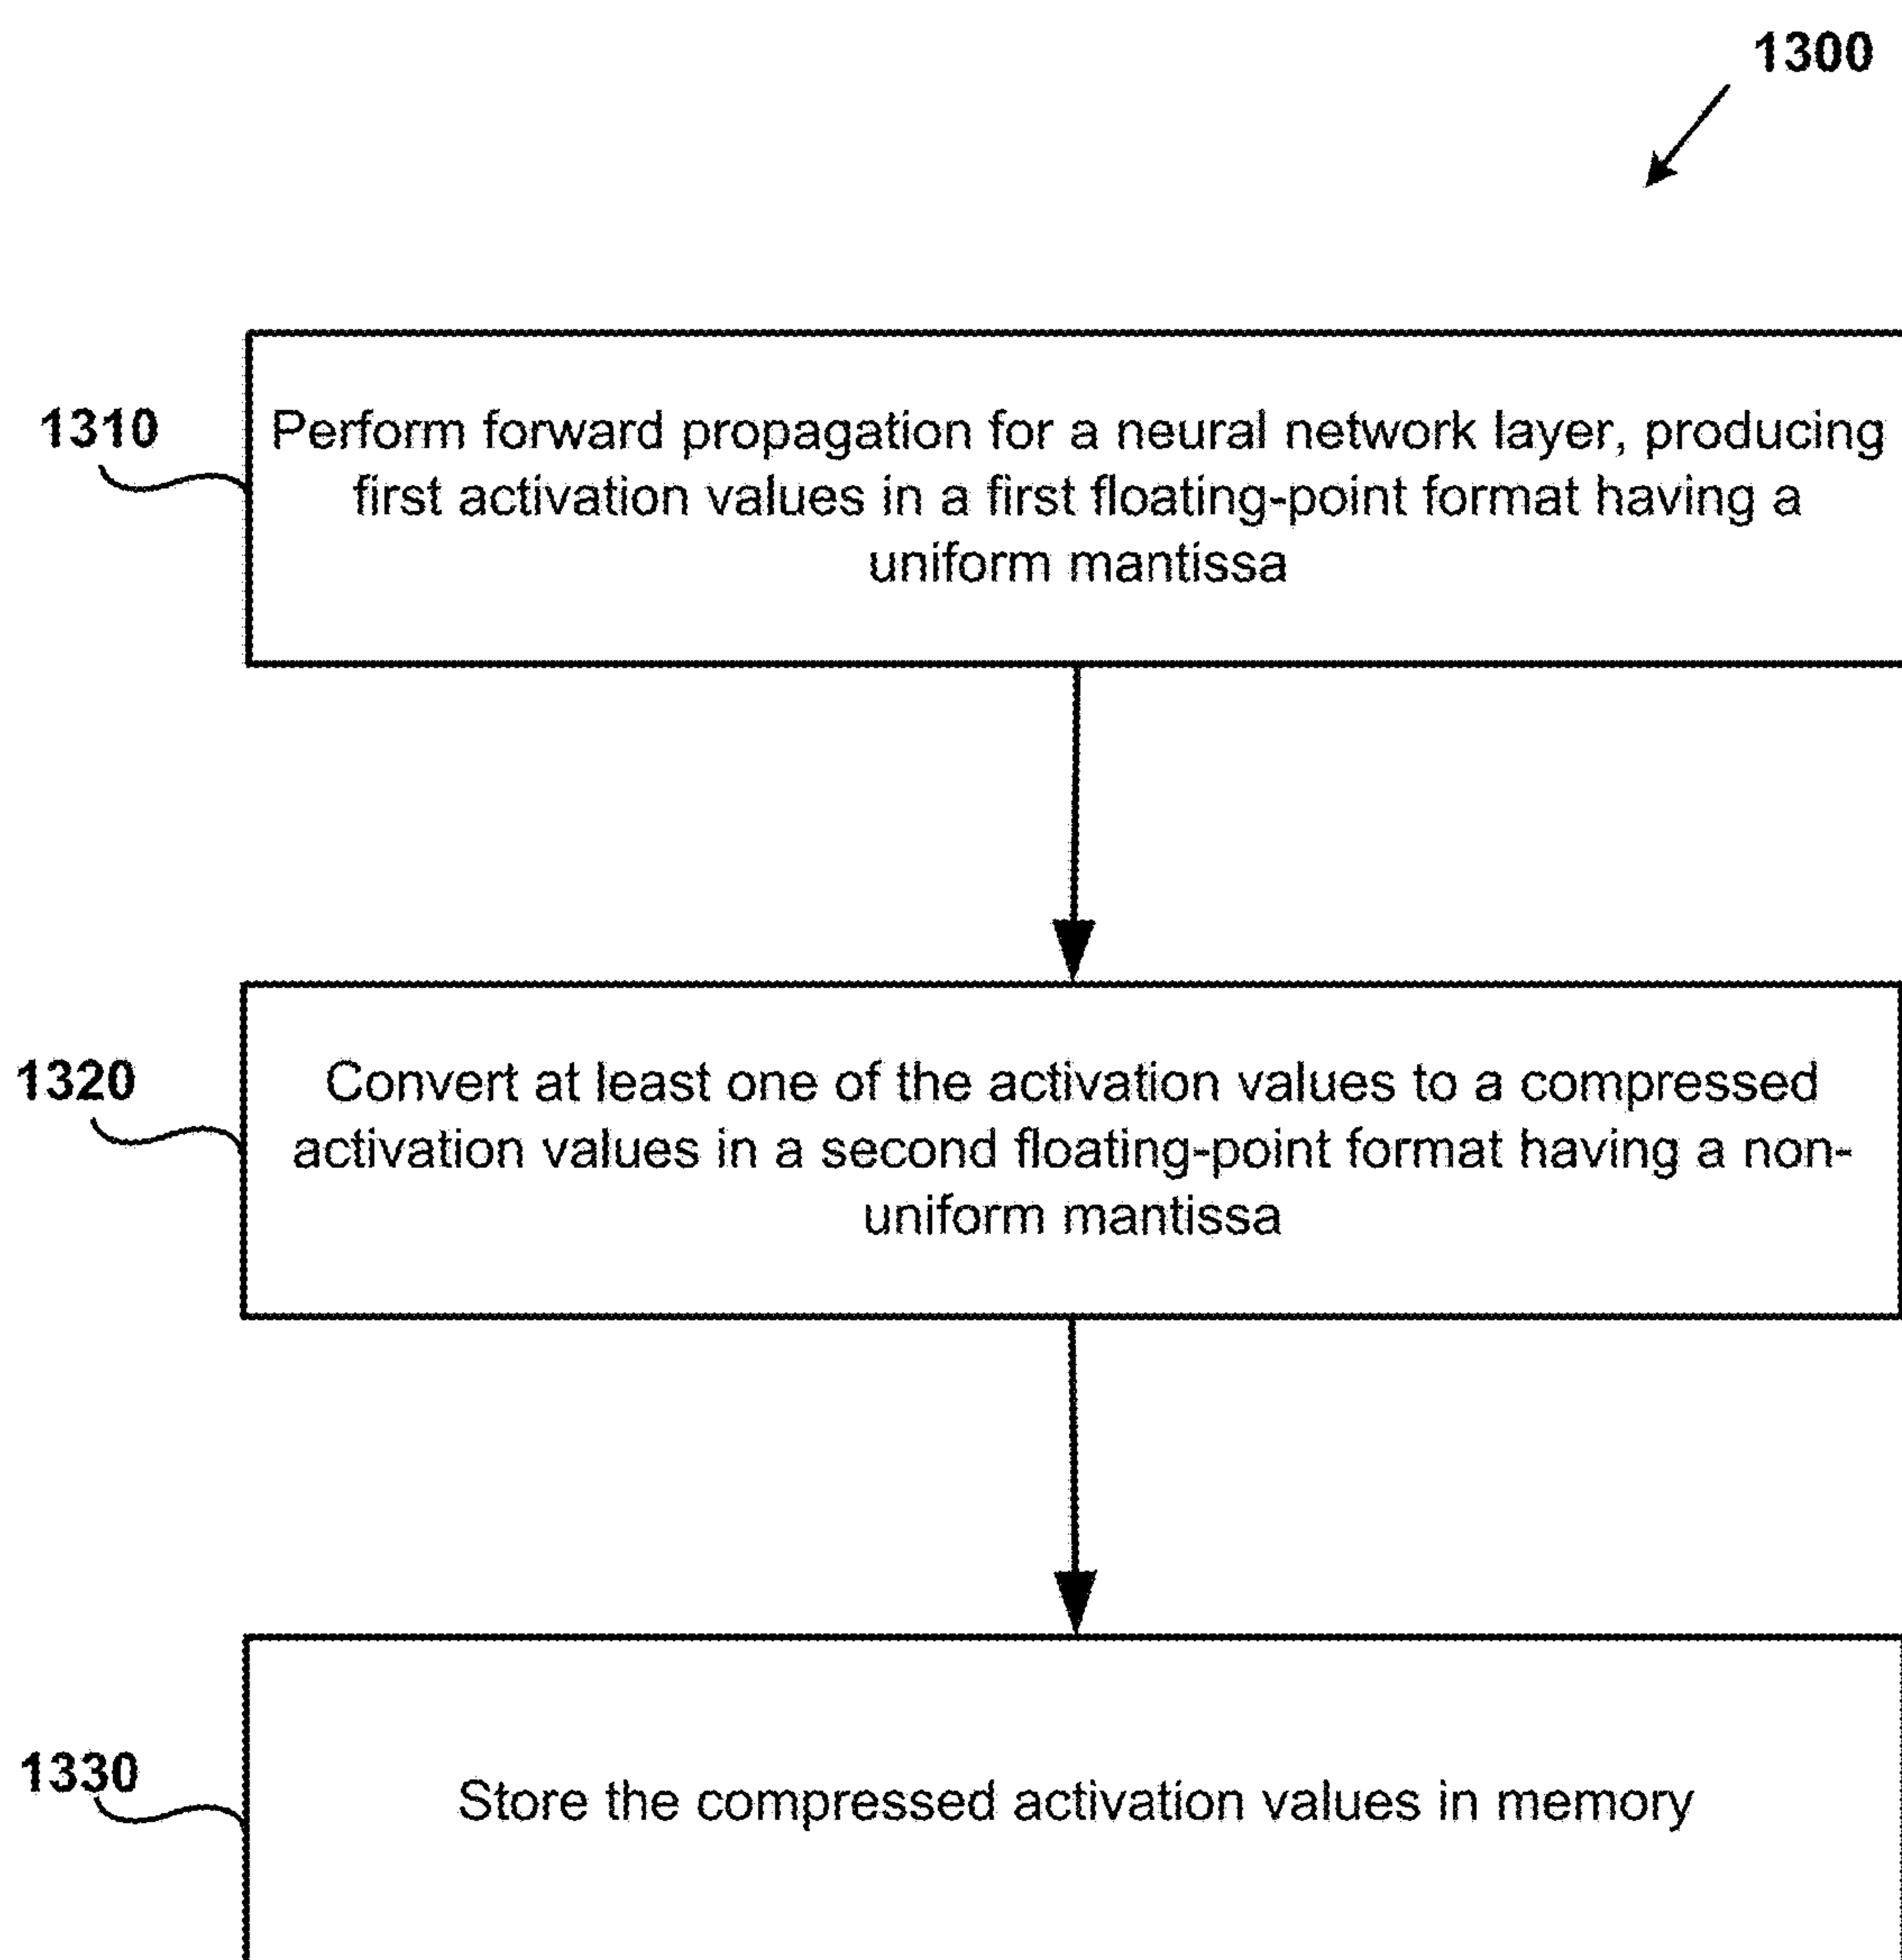 1300
1310
Perform forward propagation for a neural network layer, producing
first activation values in a first floating-point format having a
uniform mantissa
1320
Convert at least one of the activation values to a compressed
activation values in a second floating-point format having a non-
uniform mantissa
1330
Store the compressed activation values in memory